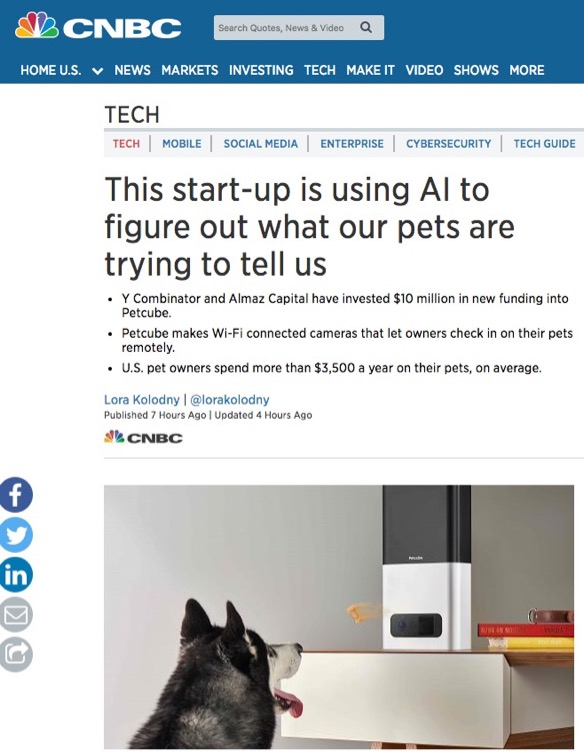 CNBC
Search Quotes, News & Video
HOME U.S. NEWS MARKETS INVESTING TECH MAKE IT VIDEO SHOWS MORE
TECH
TECH MOBILE SOCIAL MEDIA ENTERPRISE CYBERSECURITY TECH GUIDE
This start-up is using AI to
figure out what our pets are
trying to tell us
• Y Combinator and Almaz Capital have invested $10 million in new funding into
Petcube.
• Petcube makes Wi-Fi connected cameras that let owners check in on their pets
remotely.
• U.S. pet owners spend more than $3,500 a year on their pets, on average.
Lora Kolodny | @lorakolodny
Published 7 Hours Ago | Updated 4 Hours Ago
CNBC
f
in